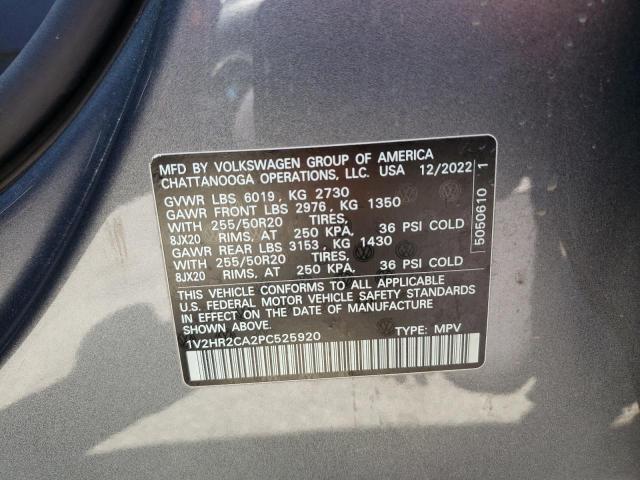 MFD BY VOLKSWAGEN GROUP OF AMERICA
CHATTANOOGA OPERATIONS, LLC. USA 12/2022
GVWR LBS 6019, KG 2730
GAWR FRONT LBS 2976, KG 1350
WITH 255/50R20 TIRES,
8JX20 RIMS, AT 250 KPA, 36 PSI COLD
GAWR REAR LBS 3153, KG 1430
WITH 255/50R20 TIRES,
8JX20 RIMS, AT 250 KPA, 36 PSI COLD
THIS VEHICLE CONFORMS TO ALL APPLICABLE
U.S. FEDERAL MOTOR VEHICLE SAFETY STANDARDS
IN EFFECT ON THE DATE OF MANUFACTURE
SHOWN ABOVE.
1V2HR2CA2PC525920 TYPE: MPV
5050610 1